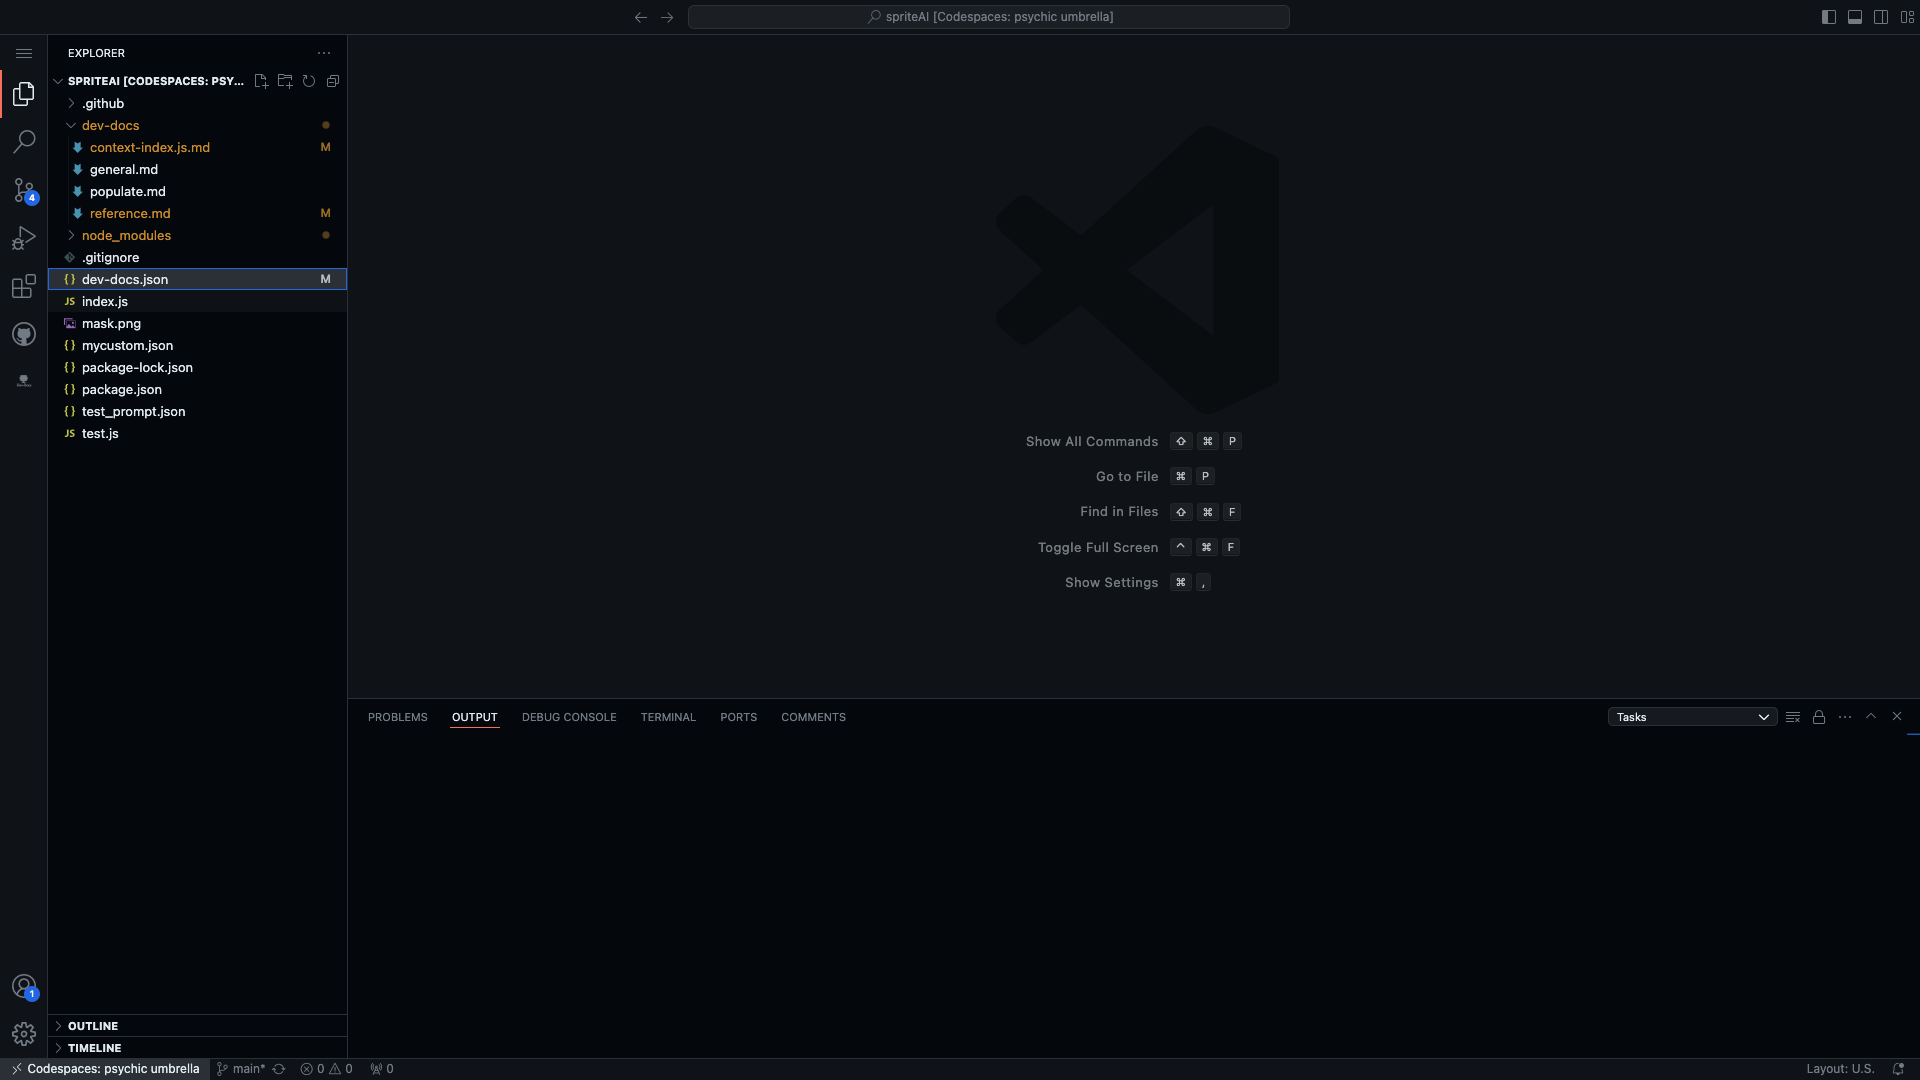 spriteAI [Codespaces: psychic umbrella]
EXPLORER
SPRITEAI [CODESPACES: PSY...
.github
dev-docs
context-index.js.md M
general.md
populate.md
reference.md M
node_modules
.gitignore
{} dev-docs.json M
JS index.js
mask.png
{} mycustom.json
{} package-lock.json
{} package.json
{} test_prompt.json
JS test.js
4
1
Show All Commands ⇧ ⌘ P
Go to File ⌘ P
Find in Files ⇧ ⌘ F
Toggle Full Screen ^ ⌘ F
Show Settings ⌘ ,
PROBLEMS OUTPUT DEBUG CONSOLE TERMINAL PORTS COMMENTS
Tasks
OUTLINE
TIMELINE
Codespaces: psychic umbrella main* 0 0 0
Layout: U.S.